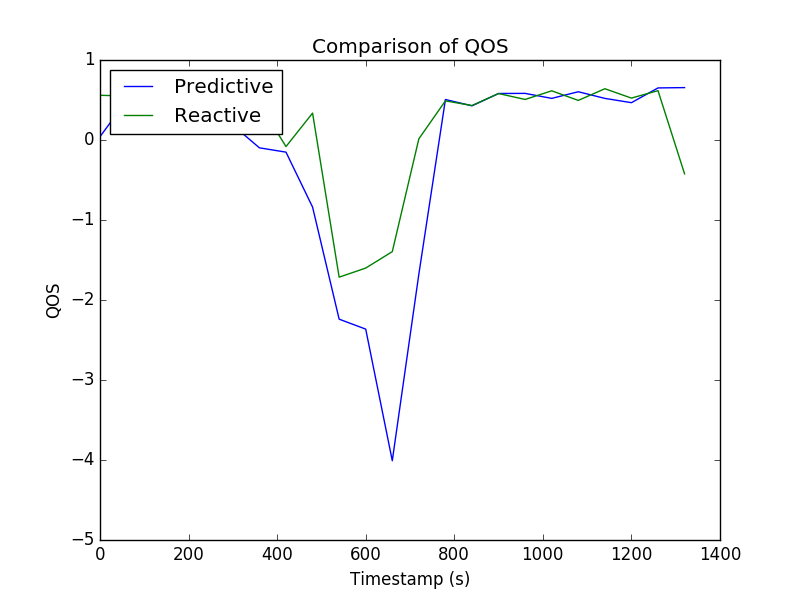 Comparison of QOS
Predictive
Reactive
QOS
1
0
−1
−2
−3
−4
−5
0 200 400 600 800 1000 1200 1400
Timestamp (s)